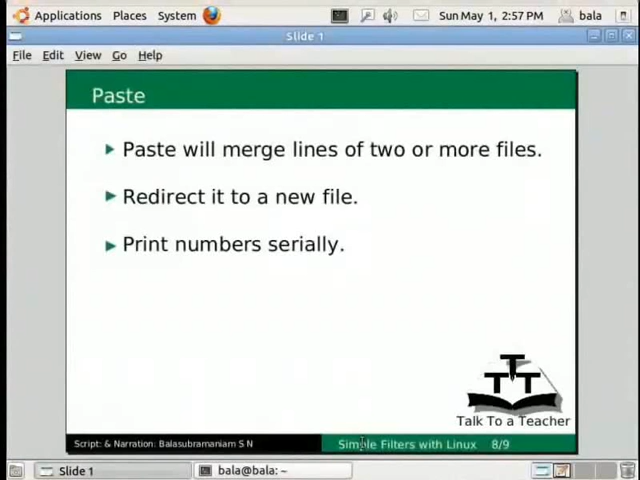 Applications Places System Sun May 1, 2:57 PM bala
Slide 1
File Edit View Go Help
Paste
Paste will merge lines of two or more files.
Redirect it to a new file.
Print numbers serially.
TTT
Talk To a Teacher
Script: & Narration: Balasubramaniam S N Simple Filters with Linux 8/9
Slide 1 bala@bala: ~